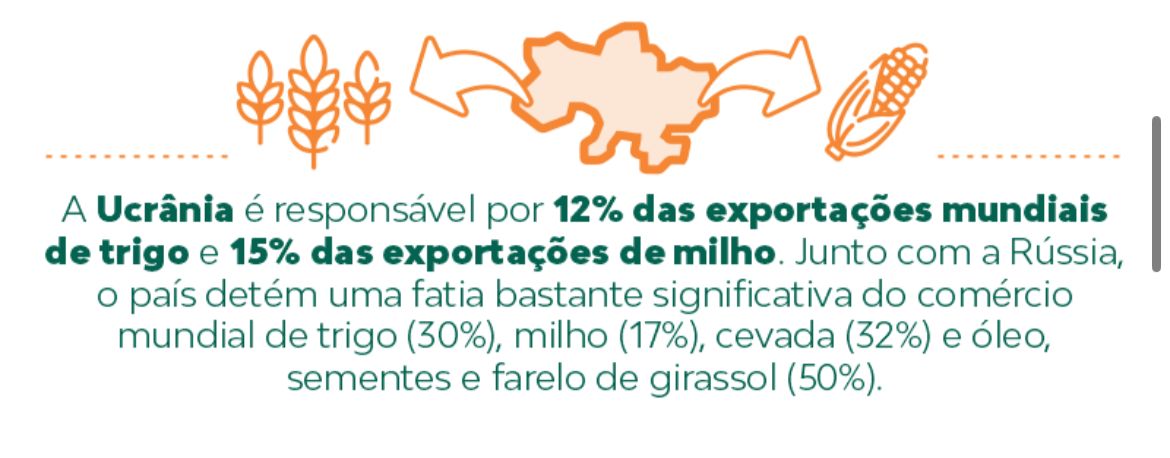 A Ucrânia é responsável por 12% das exportações mundiais
de trigo e 15% das exportações de milho. Junto com a Rússia,
o país detém uma fatia bastante significativa do comércio
mundial de trigo (30%), milho (17%), cevada (32%) e óleo,
sementes e farelo de girassol (50%).